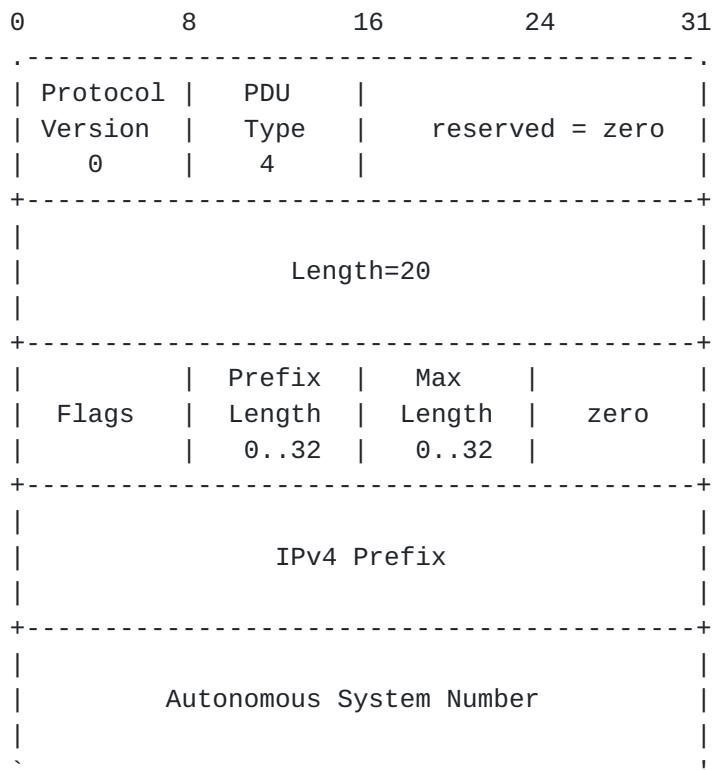 0          8          16         24        31
.-------------------------------------------.
| Protocol |   PDU    |                     |
| Version  |   Type   |    reserved = zero  |
|    0     |    4     |                     |
+-------------------------------------------+
|                                           |
|                 Length=20                 |
|                                           |
+-------------------------------------------+
|          |  Prefix  |   Max    |          |
|  Flags   |  Length  |  Length  |   zero   |
|          |   0..32  |   0..32  |          |
+-------------------------------------------+
|                                           |
|                IPv4 Prefix                |
|                                           |
+-------------------------------------------+
|                                           |
|         Autonomous System Number          |
|                                           |
`                                           '